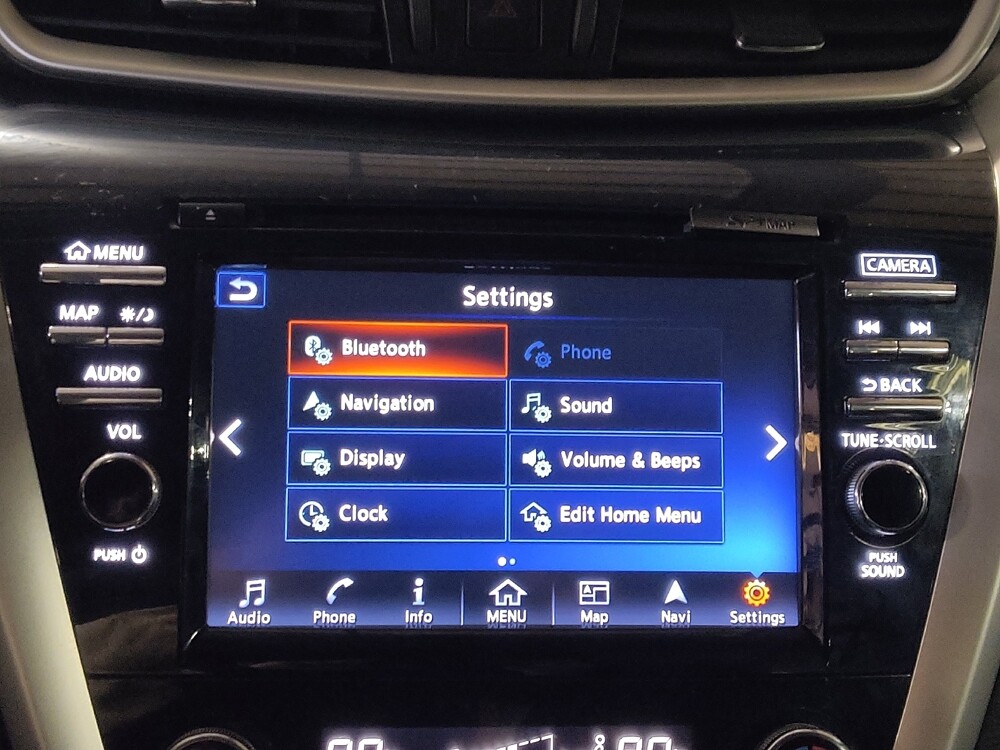 MENU
CAMERA
MAP
AUDIO
VOL
PUSH
BACK
TUNE·SCROLL
PUSH
SOUND
MAP
Settings
Bluetooth
Phone
Navigation
Sound
Display
Volume & Beeps
Clock
Edit Home Menu
Audio
Phone
Info
MENU
Map
Navi
Settings